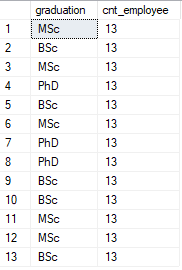 graduation cnt_employee
1 MSc 13
2 BSc 13
3 MSc 13
4 PhD 13
5 BSc 13
6 MSc 13
7 PhD 13
8 PhD 13
9 BSc 13
10 BSc 13
11 MSc 13
12 MSc 13
13 BSc 13